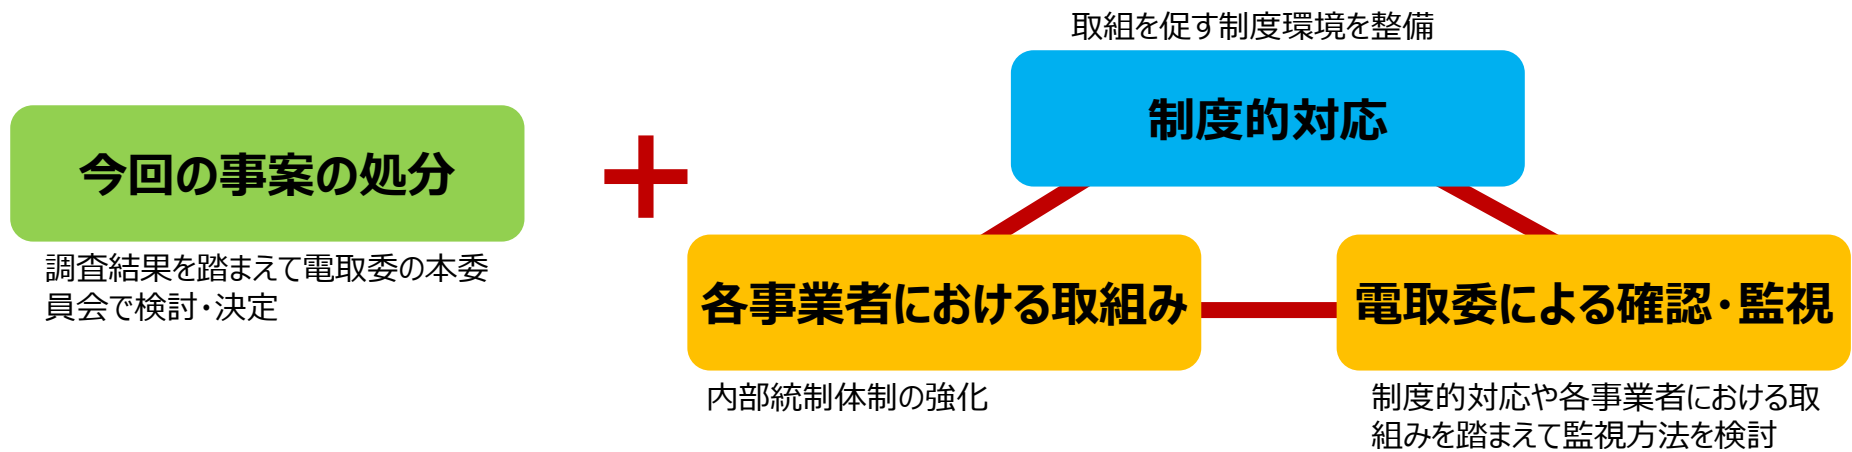 今回の事案の処分
調査結果を踏まえて電取委の本委
員会で検討・決定
取組を促す制度環境を整備
制度的対応
各事業者における取組み
内部統制体制の強化
電取委による確認・監視
制度的対応や各事業者における取
組みを踏まえて監視方法を検討